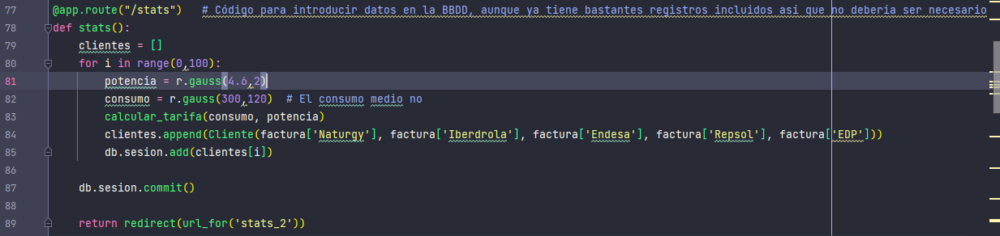 77 @app.route("/stats")   # Código para introducir datos en la BBDD, aunque ya tiene bastantes registros incluidos así que no debería ser necesario
78 def stats():
79     clientes = []
80     for i in range(0,100):
81         potencia = r.gauss(4.6,2)
82         consumo = r.gauss(300,120)  # El consumo medio no
83         calcular_tarifa(consumo, potencia)
84         clientes.append(Cliente(factura['Naturgy'], factura['Iberdrola'], factura['Endesa'], factura['Repsol'], factura['EDP']))
85         db.sesion.add(clientes[i])
86
87     db.sesion.commit()
88
89     return redirect(url_for('stats_2'))